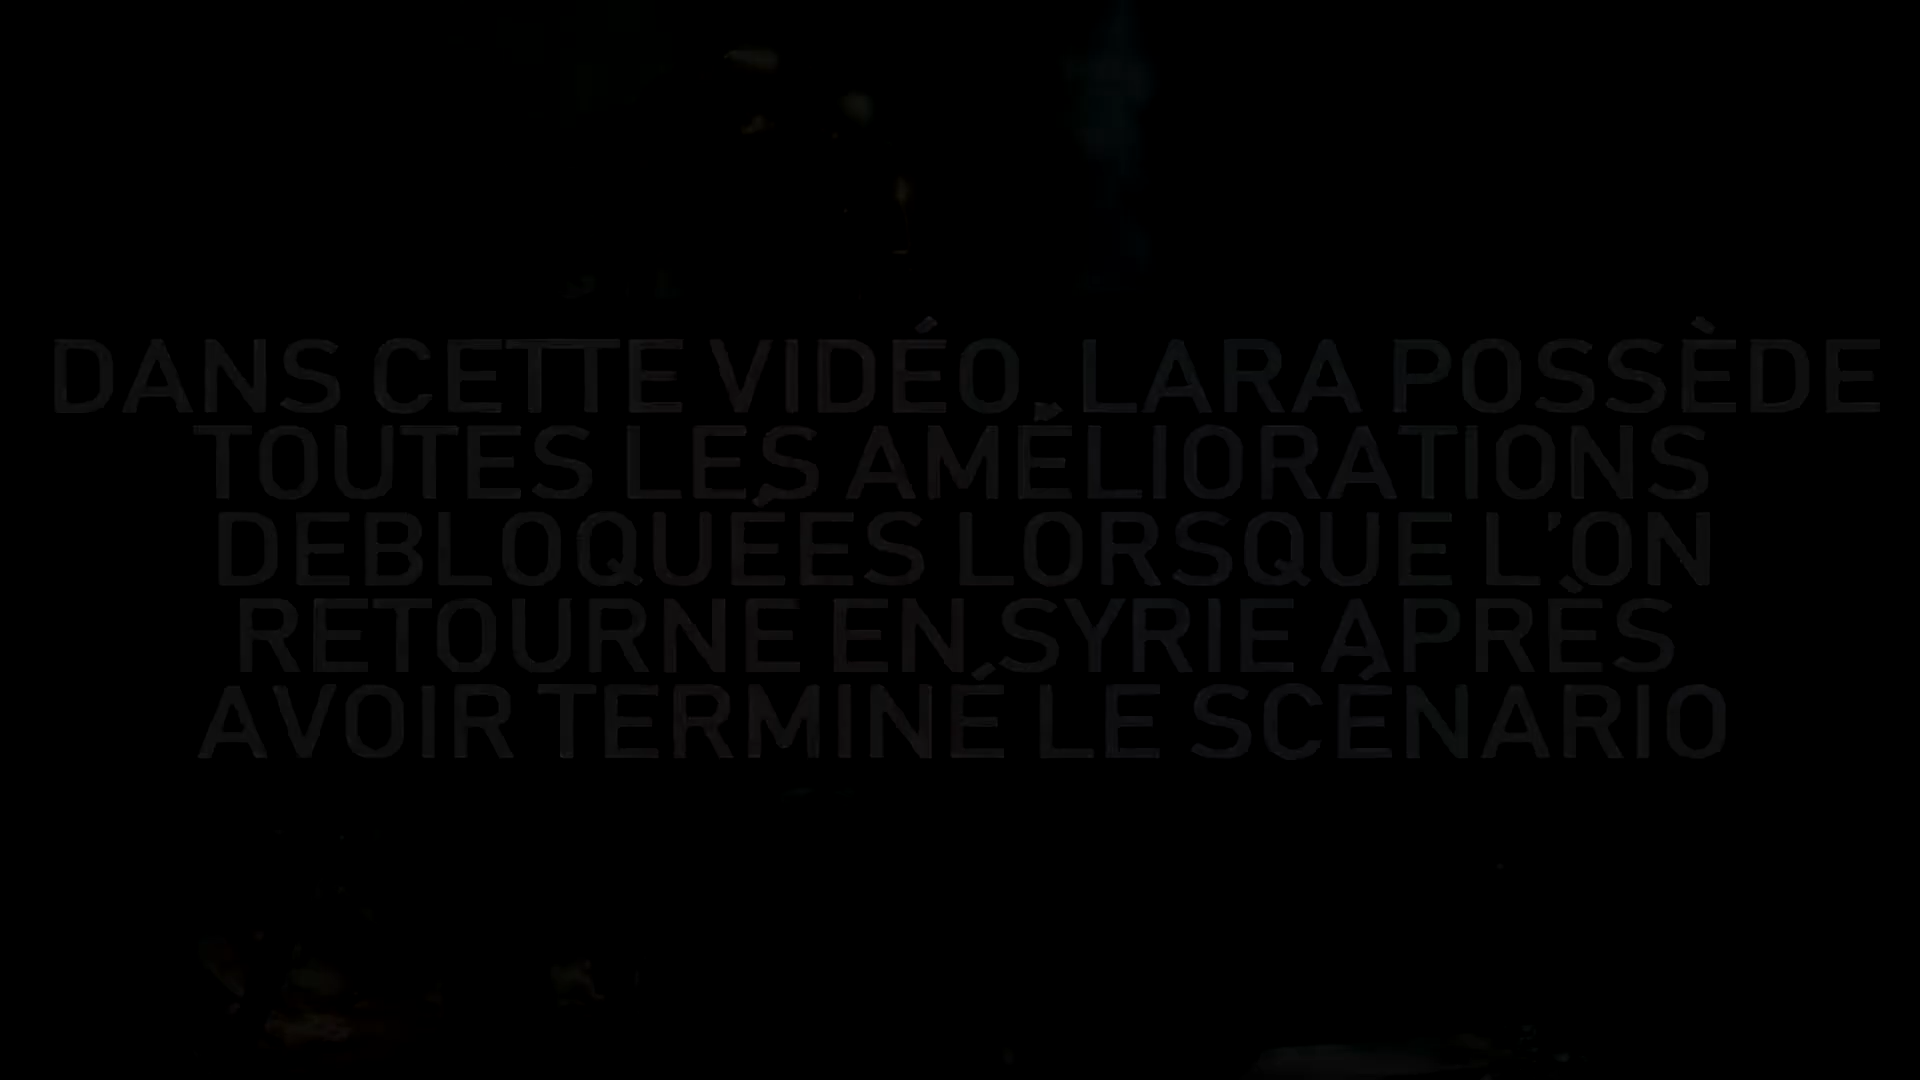 DANS CETTE VIDÉO, LARA POSSÈDE
TOUTES LES AMÉLIORATIONS
DEBLOQUÉES LORSQUE L'ON
RETOURNE EN SYRIE APRÈS
AVOIR TERMINÉ LE SCÉNARIO